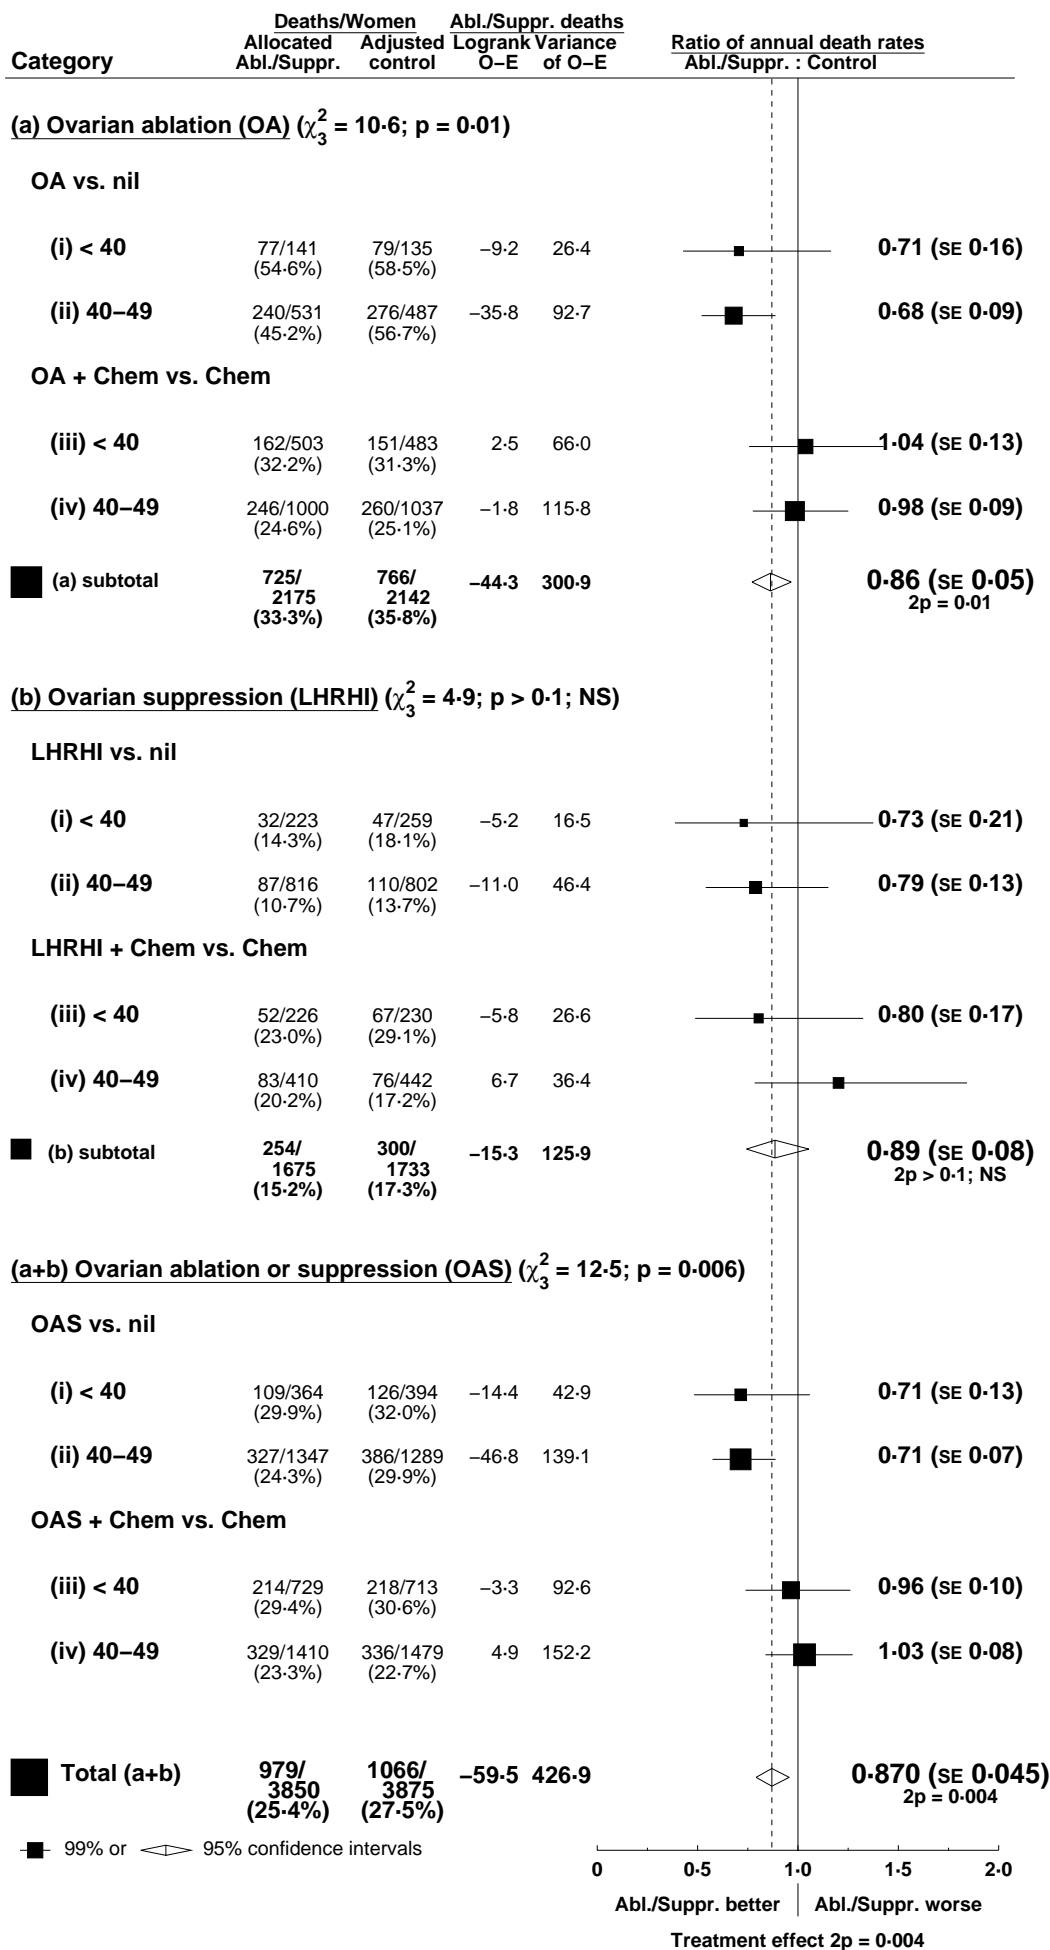 Deaths/Women Abl./Suppr. deaths
Allocated Adjusted Logrank Variance Ratio of annual death rates
Category Abl./Suppr. control O–E of O–E Abl./Suppr. : Control
(a) Ovarian ablation (OA) (χ²₃ = 10·6; p = 0·01)
OA vs. nil
(i) < 40 77/141 79/135 –9·2 26·4 0·71 (SE 0·16)
(54·6%) (58·5%)
(ii) 40–49 240/531 276/487 –35·8 92·7 0·68 (SE 0·09)
(45·2%) (56·7%)
OA + Chem vs. Chem
(iii) < 40 162/503 151/483 2·5 66·0 1·04 (SE 0·13)
(32·2%) (31·3%)
(iv) 40–49 246/1000 260/1037 –1·8 115·8 0·98 (SE 0·09)
(24·6%) (25·1%)
(a) subtotal 725/ 766/ –44·3 300·9 0·86 (SE 0·05)
2175 2142 2p = 0·01
(33·3%) (35·8%)
(b) Ovarian suppression (LHRHI) (χ²₃ = 4·9; p > 0·1; NS)
LHRHI vs. nil
(i) < 40 32/223 47/259 –5·2 16·5 0·73 (SE 0·21)
(14·3%) (18·1%)
(ii) 40–49 87/816 110/802 –11·0 46·4 0·79 (SE 0·13)
(10·7%) (13·7%)
LHRHI + Chem vs. Chem
(iii) < 40 52/226 67/230 –5·8 26·6 0·80 (SE 0·17)
(23·0%) (29·1%)
(iv) 40–49 83/410 76/442 6·7 36·4
(20·2%) (17·2%)
(b) subtotal 254/ 300/ –15·3 125·9 0·89 (SE 0·08)
1675 1733 2p > 0·1; NS
(15·2%) (17·3%)
(a+b) Ovarian ablation or suppression (OAS) (χ²₃ = 12·5; p = 0·006)
OAS vs. nil
(i) < 40 109/364 126/394 –14·4 42·9 0·71 (SE 0·13)
(29·9%) (32·0%)
(ii) 40–49 327/1347 386/1289 –46·8 139·1 0·71 (SE 0·07)
(24·3%) (29·9%)
OAS + Chem vs. Chem
(iii) < 40 214/729 218/713 –3·3 92·6 0·96 (SE 0·10)
(29·4%) (30·6%)
(iv) 40–49 329/1410 336/1479 4·9 152·2 1·03 (SE 0·08)
(23·3%) (22·7%)
Total (a+b) 979/ 1066/ –59·5 426·9 0·870 (SE 0·045)
3850 3875 2p = 0·004
(25·4%) (27·5%)
99% or 95% confidence intervals
0 0·5 1·0 1·5 2·0
Abl./Suppr. better Abl./Suppr. worse
Treatment effect 2p = 0·004